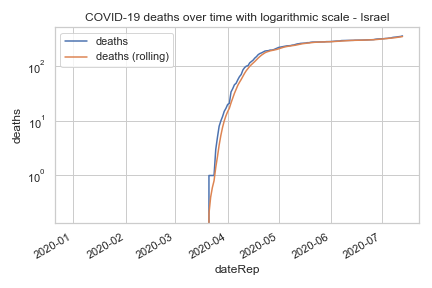 COVID-19 deaths over time with logarithmic scale - Israel
deaths
deaths (rolling)
deaths
10²
10¹
10⁰
2020-01
2020-02
2020-03
2020-04
2020-05
2020-06
2020-07
dateRep